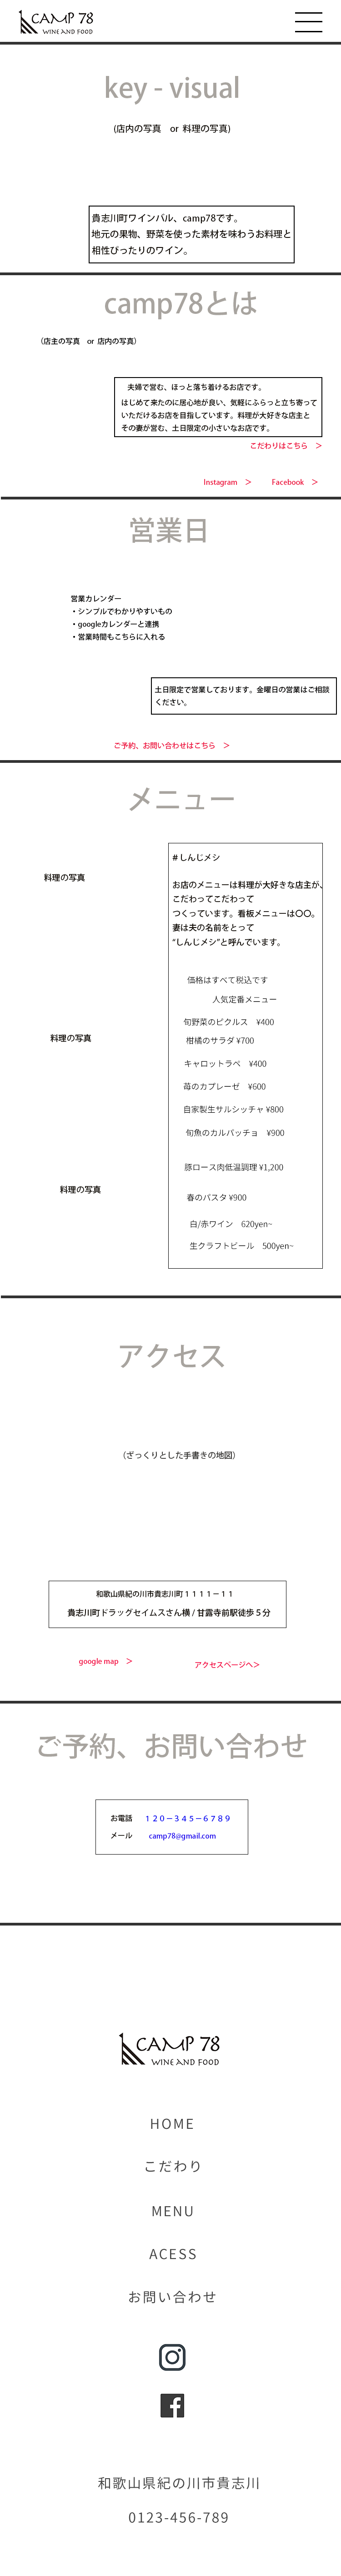 CAMP 78
WINE AND FOOD
key - visual
(店内の写真　or 料理の写真)
貴志川町ワインバル、camp78です。
地元の果物、野菜を使った素材を味わうお料理と
相性ぴったりのワイン。
camp78とは
（店主の写真　or 店内の写真）
夫婦で営む、ほっと落ち着けるお店です。
はじめて来たのに居心地が良い、気軽にふらっと立ち寄って
いただけるお店を目指しています。料理が大好きな店主と
その妻が営む、土日限定の小さいなお店です。
こだわりはこちら　＞
Instagram　＞
Facebook　＞
営業日
営業カレンダー
・シンプルでわかりやすいもの
・googleカレンダーと連携
・営業時間もこちらに入れる
土日限定で営業しております。金曜日の営業はご相談
ください。
ご予約、お問い合わせはこちら　＞
メニュー
料理の写真
＃しんじメシ
お店のメニューは料理が大好きな店主が、
こだわってこだわって
つくっています。看板メニューは〇〇。
妻は夫の名前をとって
“しんじメシ”と呼んでいます。
価格はすべて税込です
人気定番メニュー
旬野菜のピクルス　¥400
料理の写真
柑橘のサラダ ¥700
キャロットラペ　¥400
苺のカプレーゼ　¥600
自家製生サルシッチャ ¥800
旬魚のカルパッチョ　¥900
豚ロース肉低温調理 ¥1,200
料理の写真
春のパスタ ¥900
白/赤ワイン　620yen~
生クラフトビール　500yen~
アクセス
（ざっくりとした手書きの地図）
和歌山県紀の川市貴志川町１１１１－１１
貴志川町ドラッグセイムスさん横 / 甘露寺前駅徒歩５分
google map　＞
アクセスページへ＞
ご予約、お問い合わせ
お電話　１２０－３４５－６７８９
メール　camp78@gmail.com
CAMP 78
WINE AND FOOD
HOME
こだわり
MENU
ACESS
お問い合わせ
和歌山県紀の川市貴志川
0123-456-789